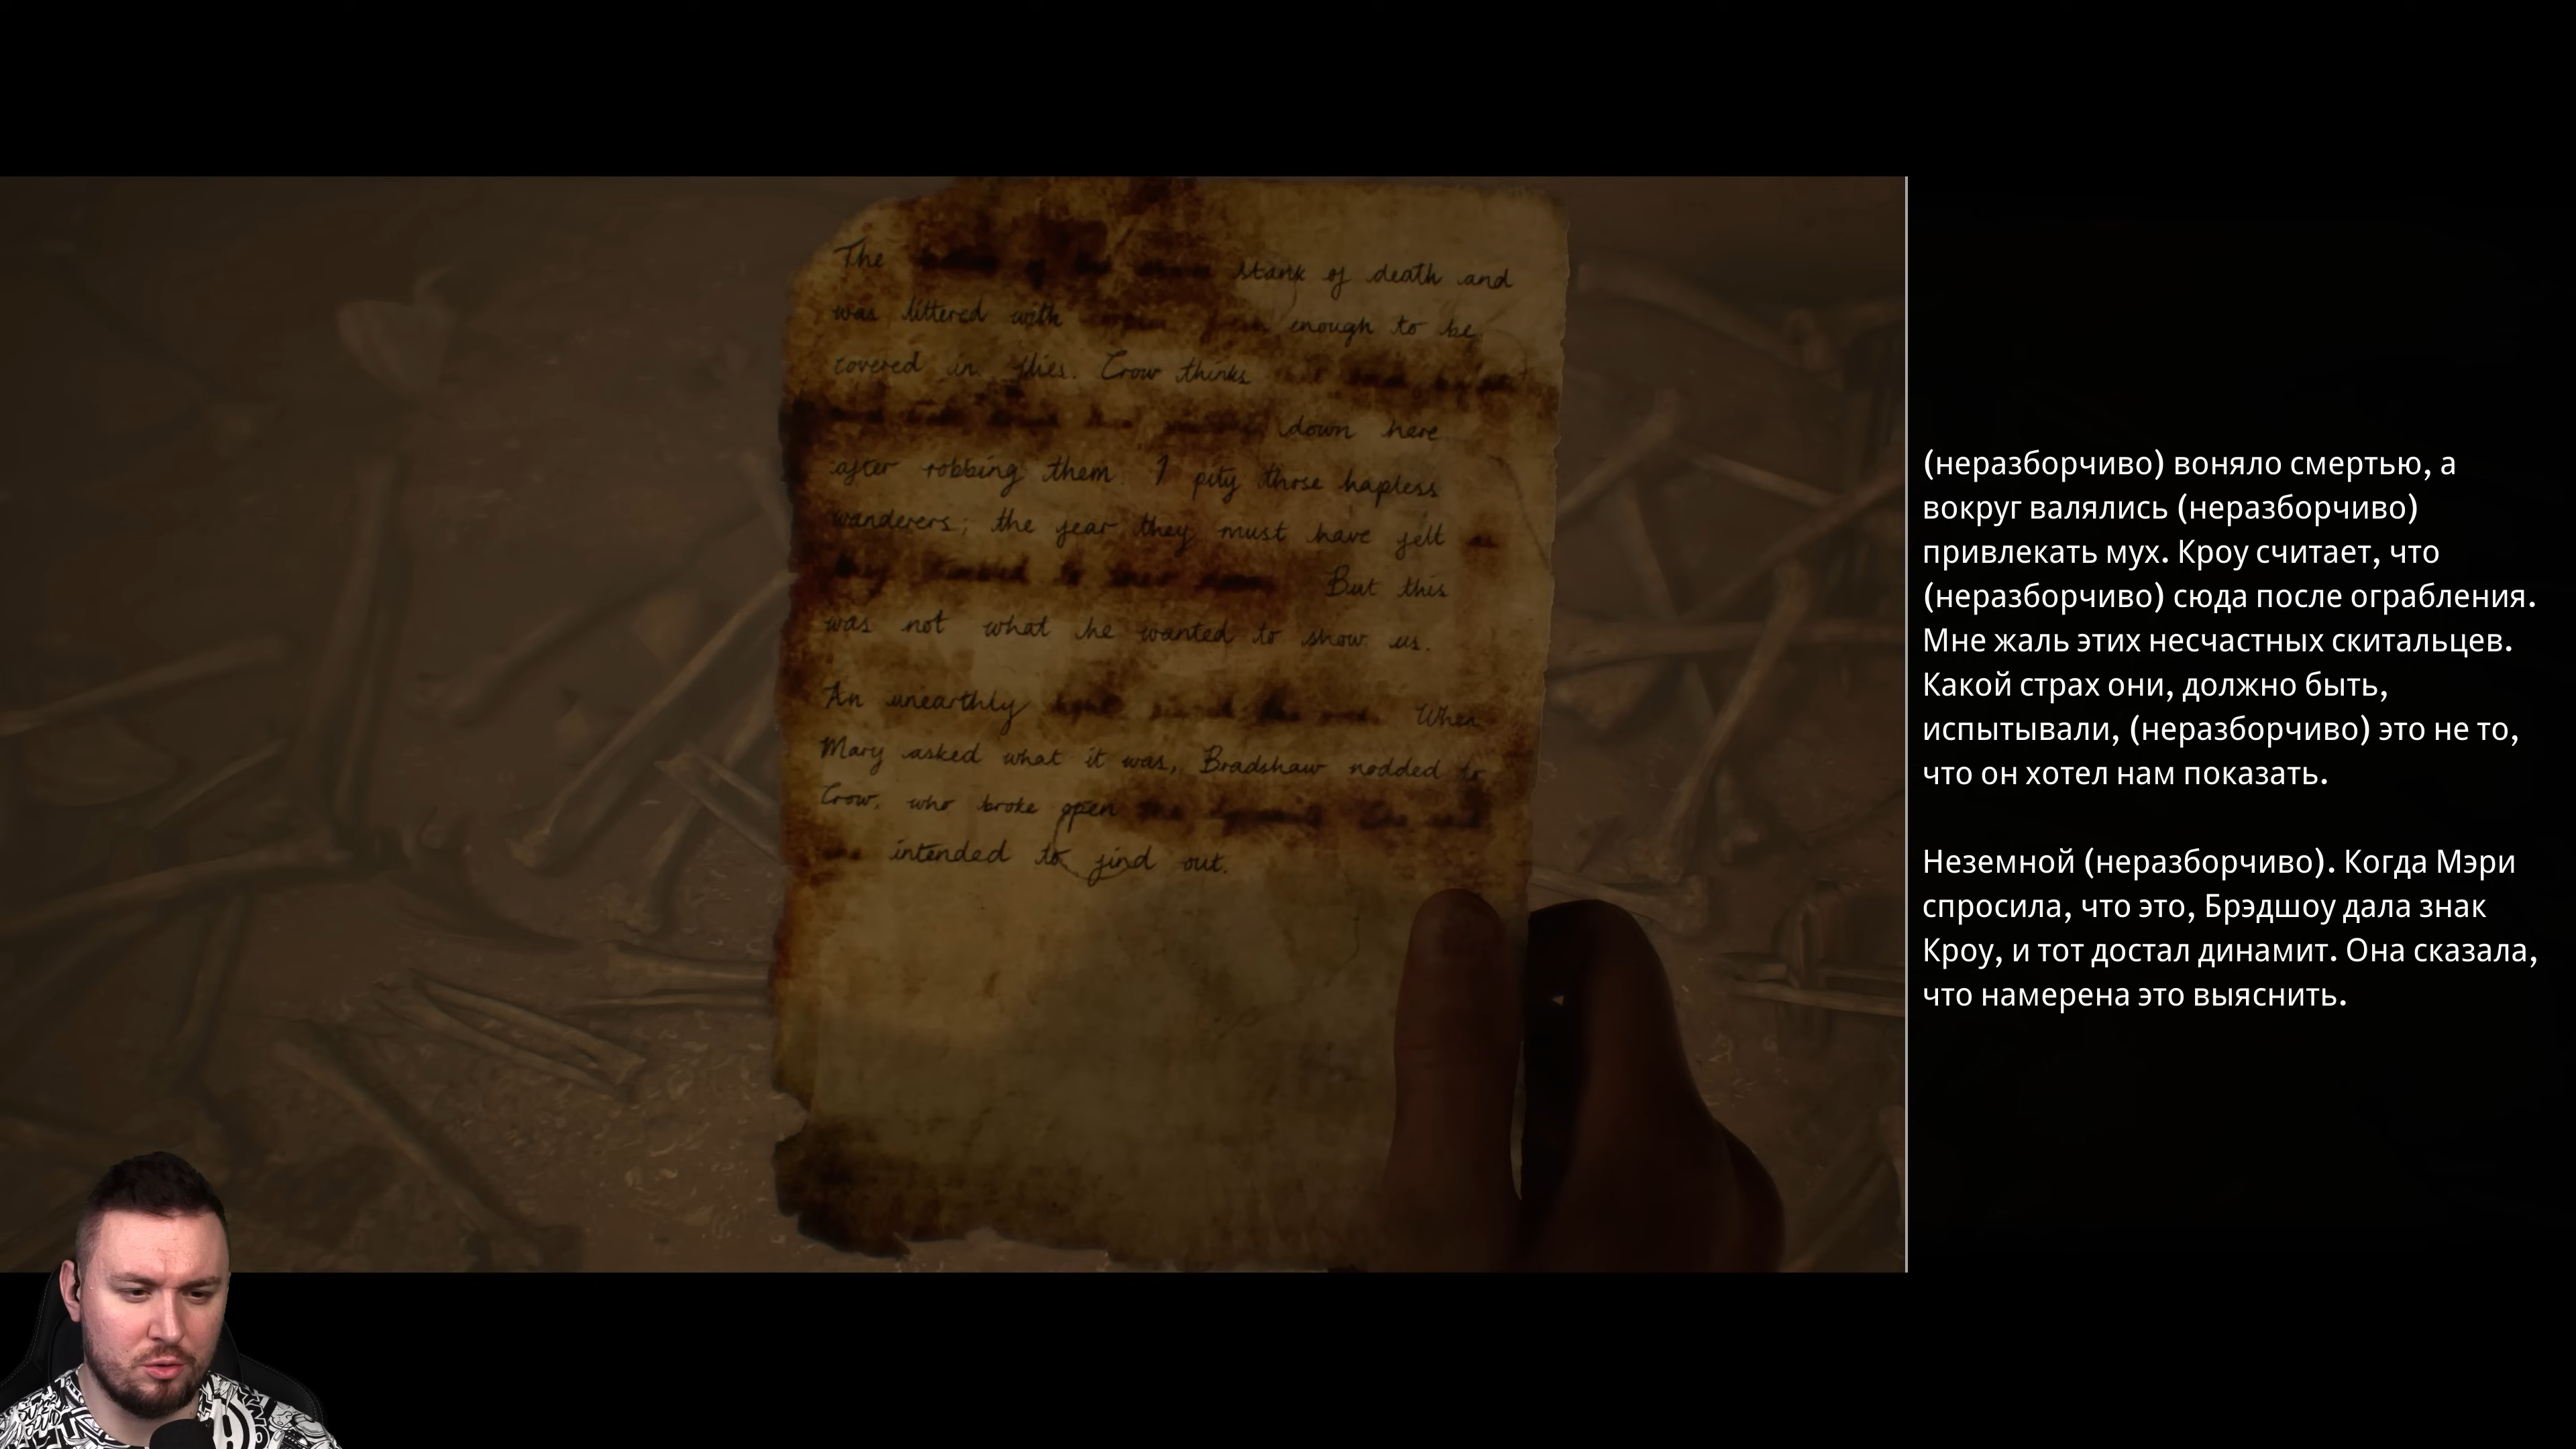 The stank of death and
was littered with enough to be
covered in flies. Crow thinks
down here
after robbing them. I pity those hapless
wanderers; the fear they must have felt as
they to their But this
was not what he wanted to show us.
An unearthly When
Mary asked what it was, Bradshaw nodded to
Crow, who broke open the
intended to find out.
(неразборчиво) воняло смертью, а
вокруг валялись (неразборчиво)
привлекать мух. Кроу считает, что
(неразборчиво) сюда после ограбления.
Мне жаль этих несчастных скитальцев.
Какой страх они, должно быть,
испытывали, (неразборчиво) это не то,
что он хотел нам показать.
Неземной (неразборчиво). Когда Мэри
спросила, что это, Брэдшоу дала знак
Кроу, и тот достал динамит. Она сказала,
что намерена это выяснить.